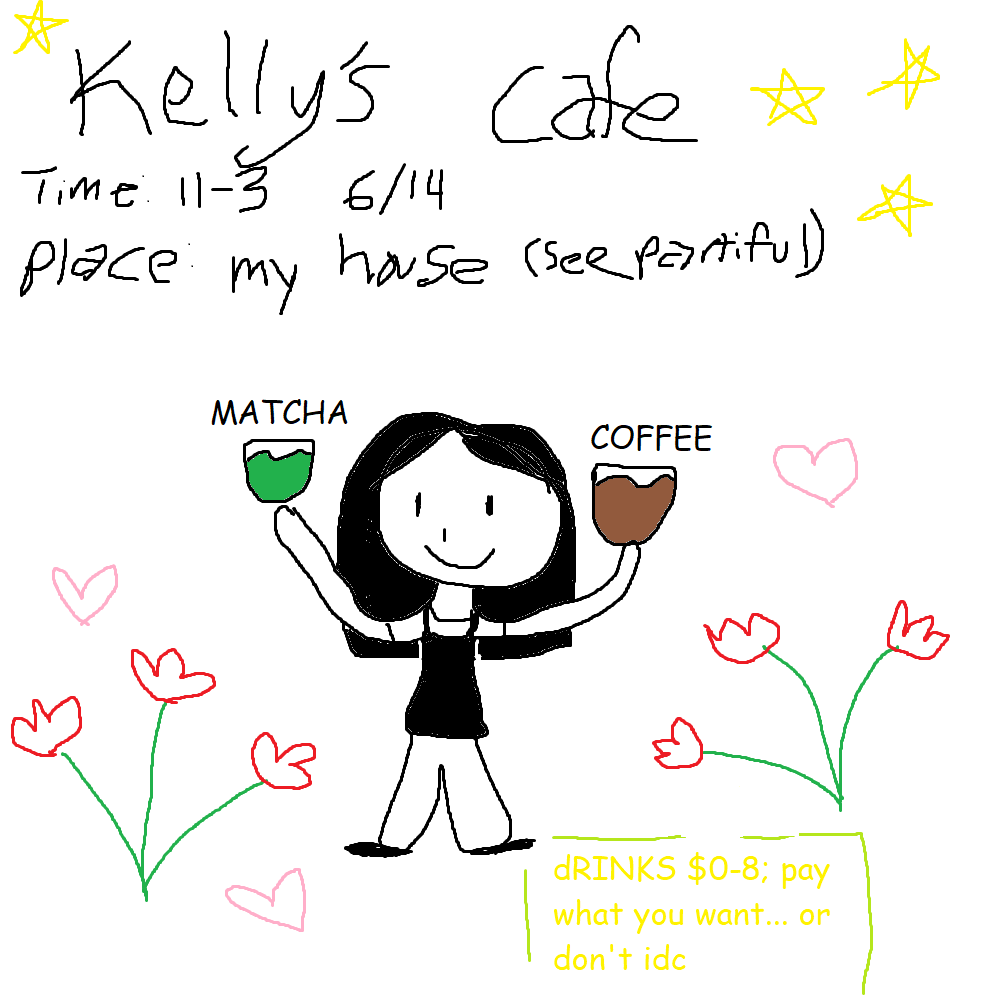 Kelly's Cafe
Time: 11-3 6/14
place: my house (see partiful)
MATCHA
COFFEE
dRINKS $0-8; pay
what you want... or
don't idc